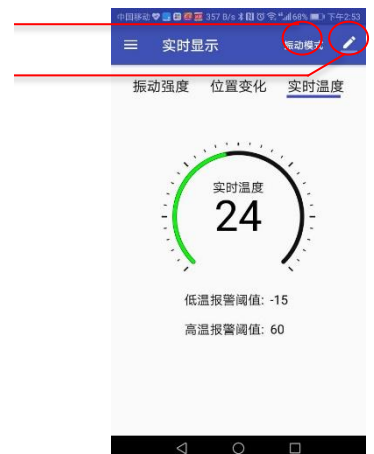 中国移动 357 B/s 68% 下午2:53
实时显示 振动模式
振动强度 位置变化 实时温度
实时温度
24
低温报警阈值: -15
高温报警阈值: 60